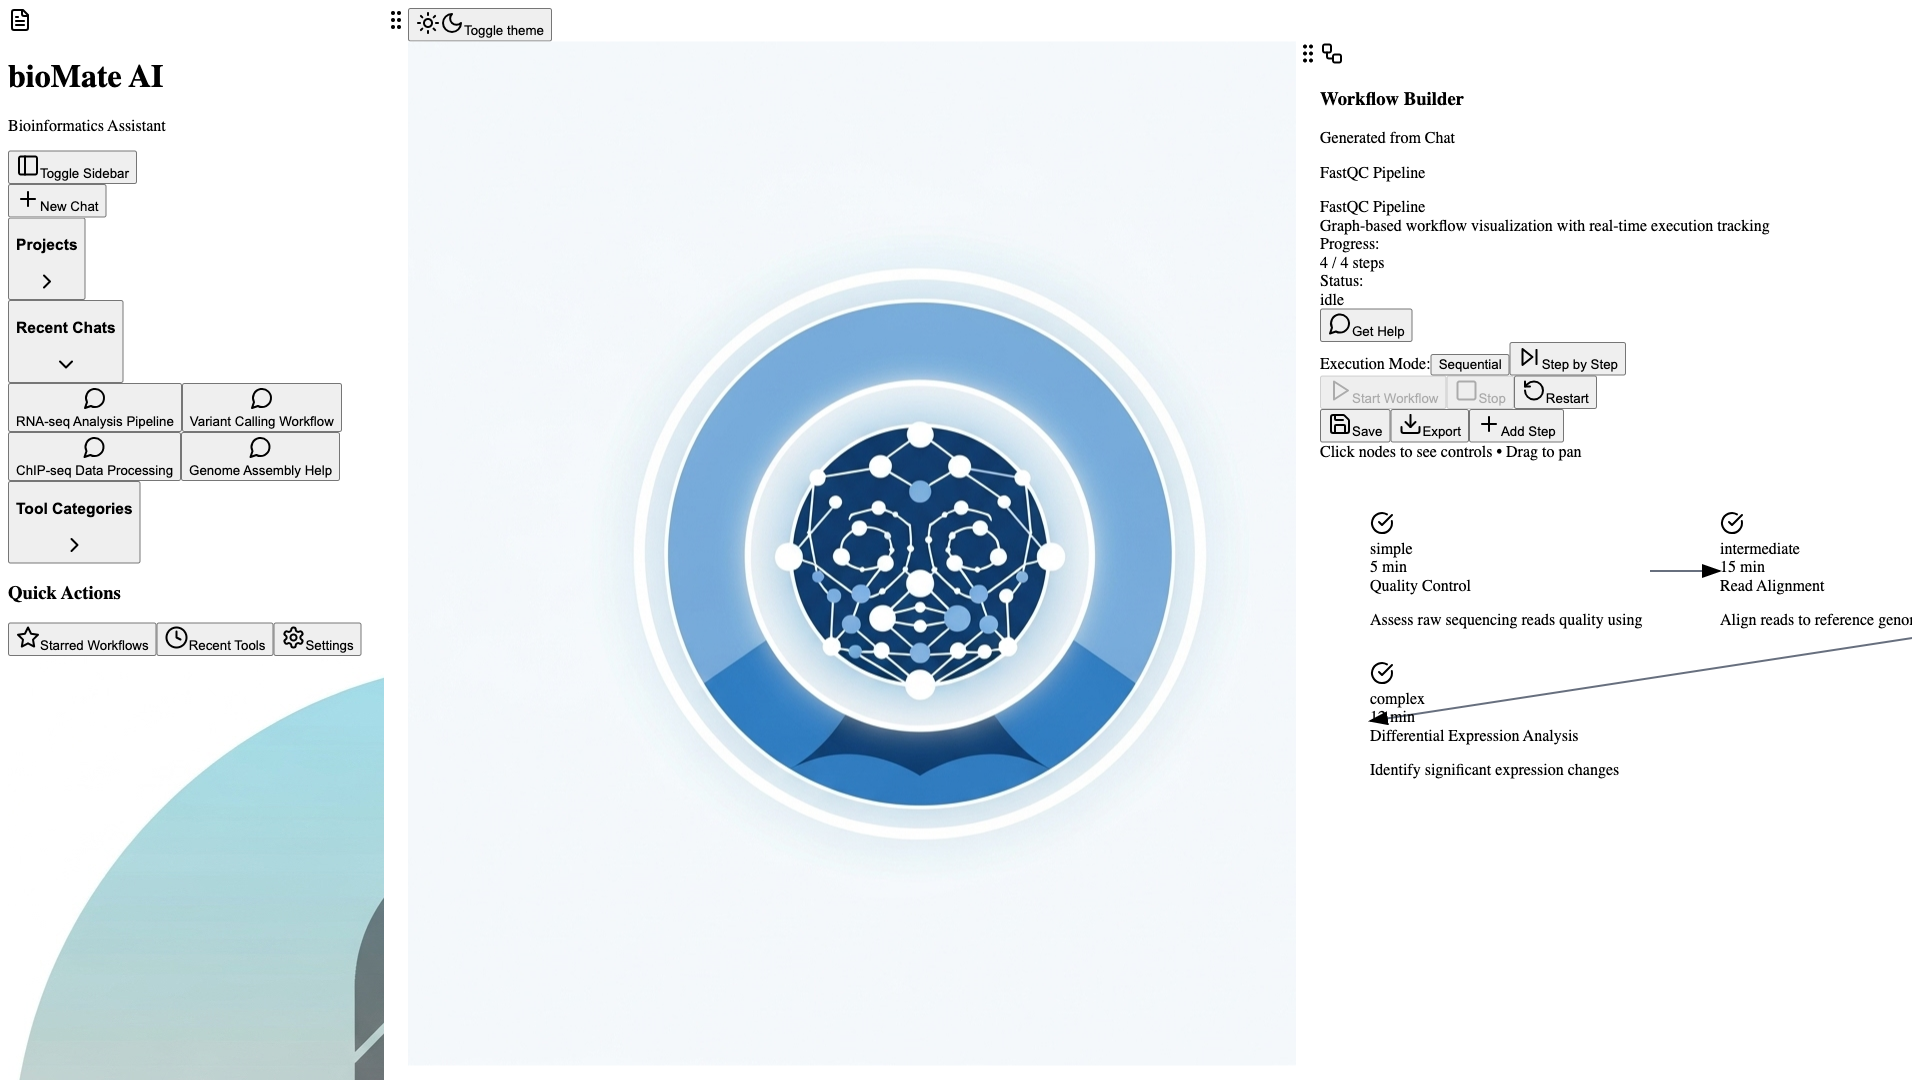 bioMate AI
Bioinformatics Assistant
Toggle Sidebar
New Chat
Projects
Recent Chats
RNA-seq Analysis Pipeline
Variant Calling Workflow
ChIP-seq Data Processing
Genome Assembly Help
Tool Categories
Quick Actions
Starred Workflows
Recent Tools
Settings
Toggle theme
Workflow Builder
Generated from Chat
FastQC Pipeline
FastQC Pipeline
Graph-based workflow visualization with real-time execution tracking
Progress:
4 / 4 steps
Status:
idle
Get Help
Execution Mode: Sequential Step by Step
Start Workflow Stop Restart
Save Export Add Step
Click nodes to see controls • Drag to pan
simple
5 min
Quality Control
Assess raw sequencing reads quality using
intermediate
15 min
Read Alignment
Align reads to reference
complex
min
Differential Expression Analysis
Identify significant expression changes